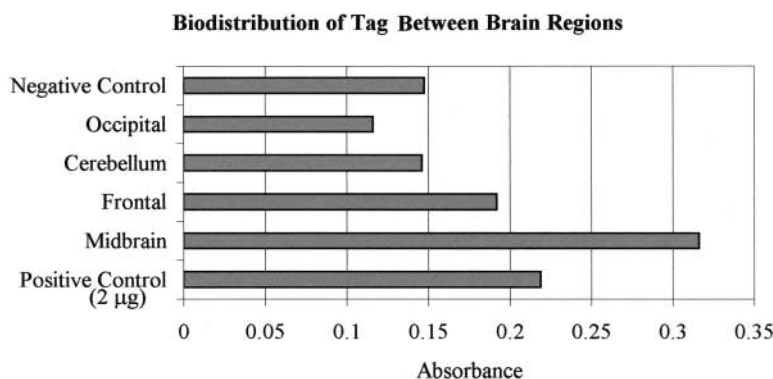 Biodistribution of Tag Between Brain Regions
Negative Control
Occipital
Cerebellum
Frontal
Midbrain
Positive Control
(2 μg)
0 0.05 0.1 0.15 0.2 0.25 0.3 0.35
Absorbance